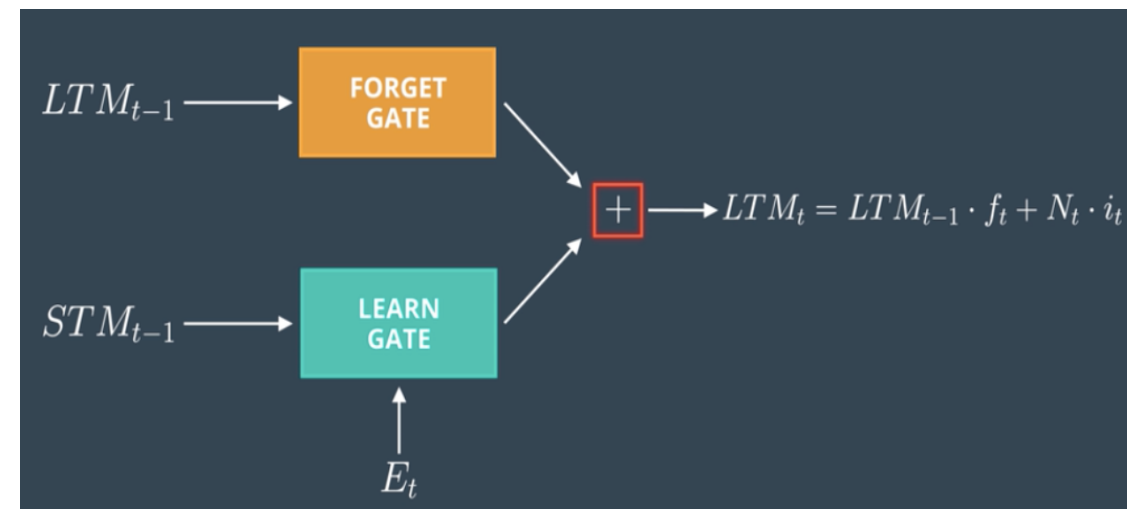 LTM_{t-1}
FORGET
GATE
+
LTM_t = LTM_{t-1} · f_t + N_t · i_t
STM_{t-1}
LEARN
GATE
E_t